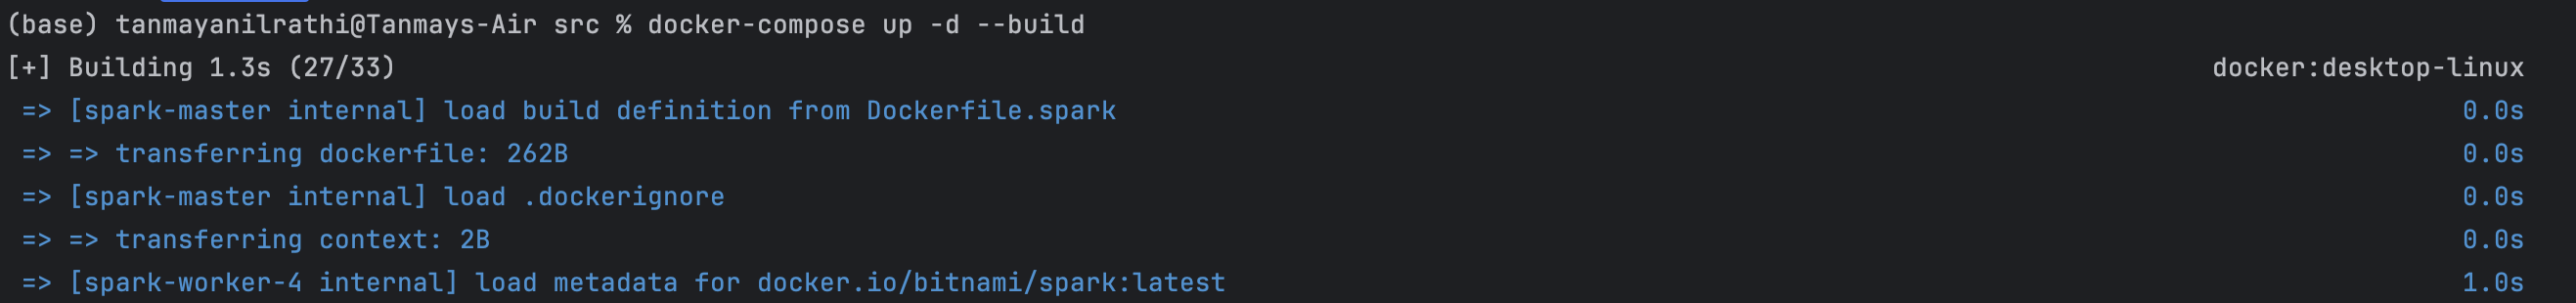 (base) tanmayanilrathi@Tanmays-Air src % docker-compose up -d --build
[+] Building 1.3s (27/33) docker:desktop-linux
=> [spark-master internal] load build definition from Dockerfile.spark 0.0s
=> => transferring dockerfile: 262B 0.0s
=> [spark-master internal] load .dockerignore 0.0s
=> => transferring context: 2B 0.0s
=> [spark-worker-4 internal] load metadata for docker.io/bitnami/spark:latest 1.0s